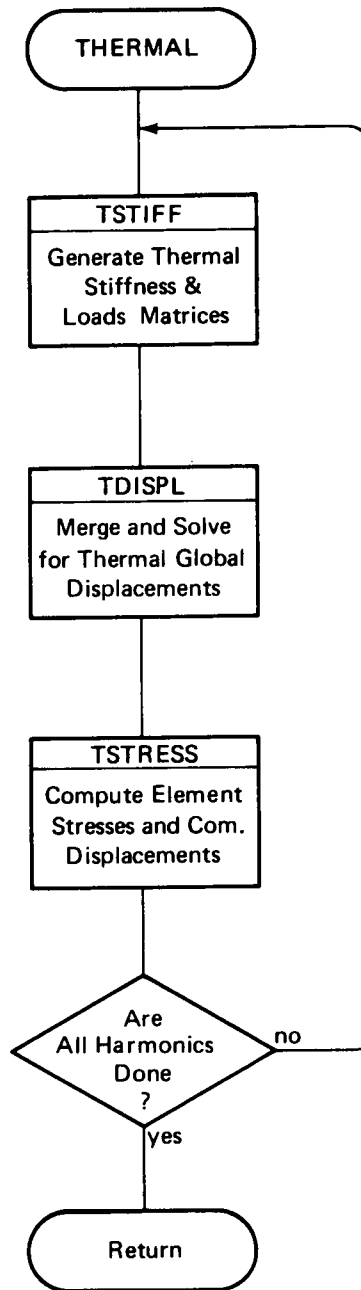 THERMAL
TSTIFF
Generate Thermal
Stiffness &
Loads Matrices
TDISPL
Merge and Solve
for Thermal Global
Displacements
TSTRESS
Compute Element
Stresses and Com.
Displacements
Are
All Harmonics
Done
?
no
yes
Return